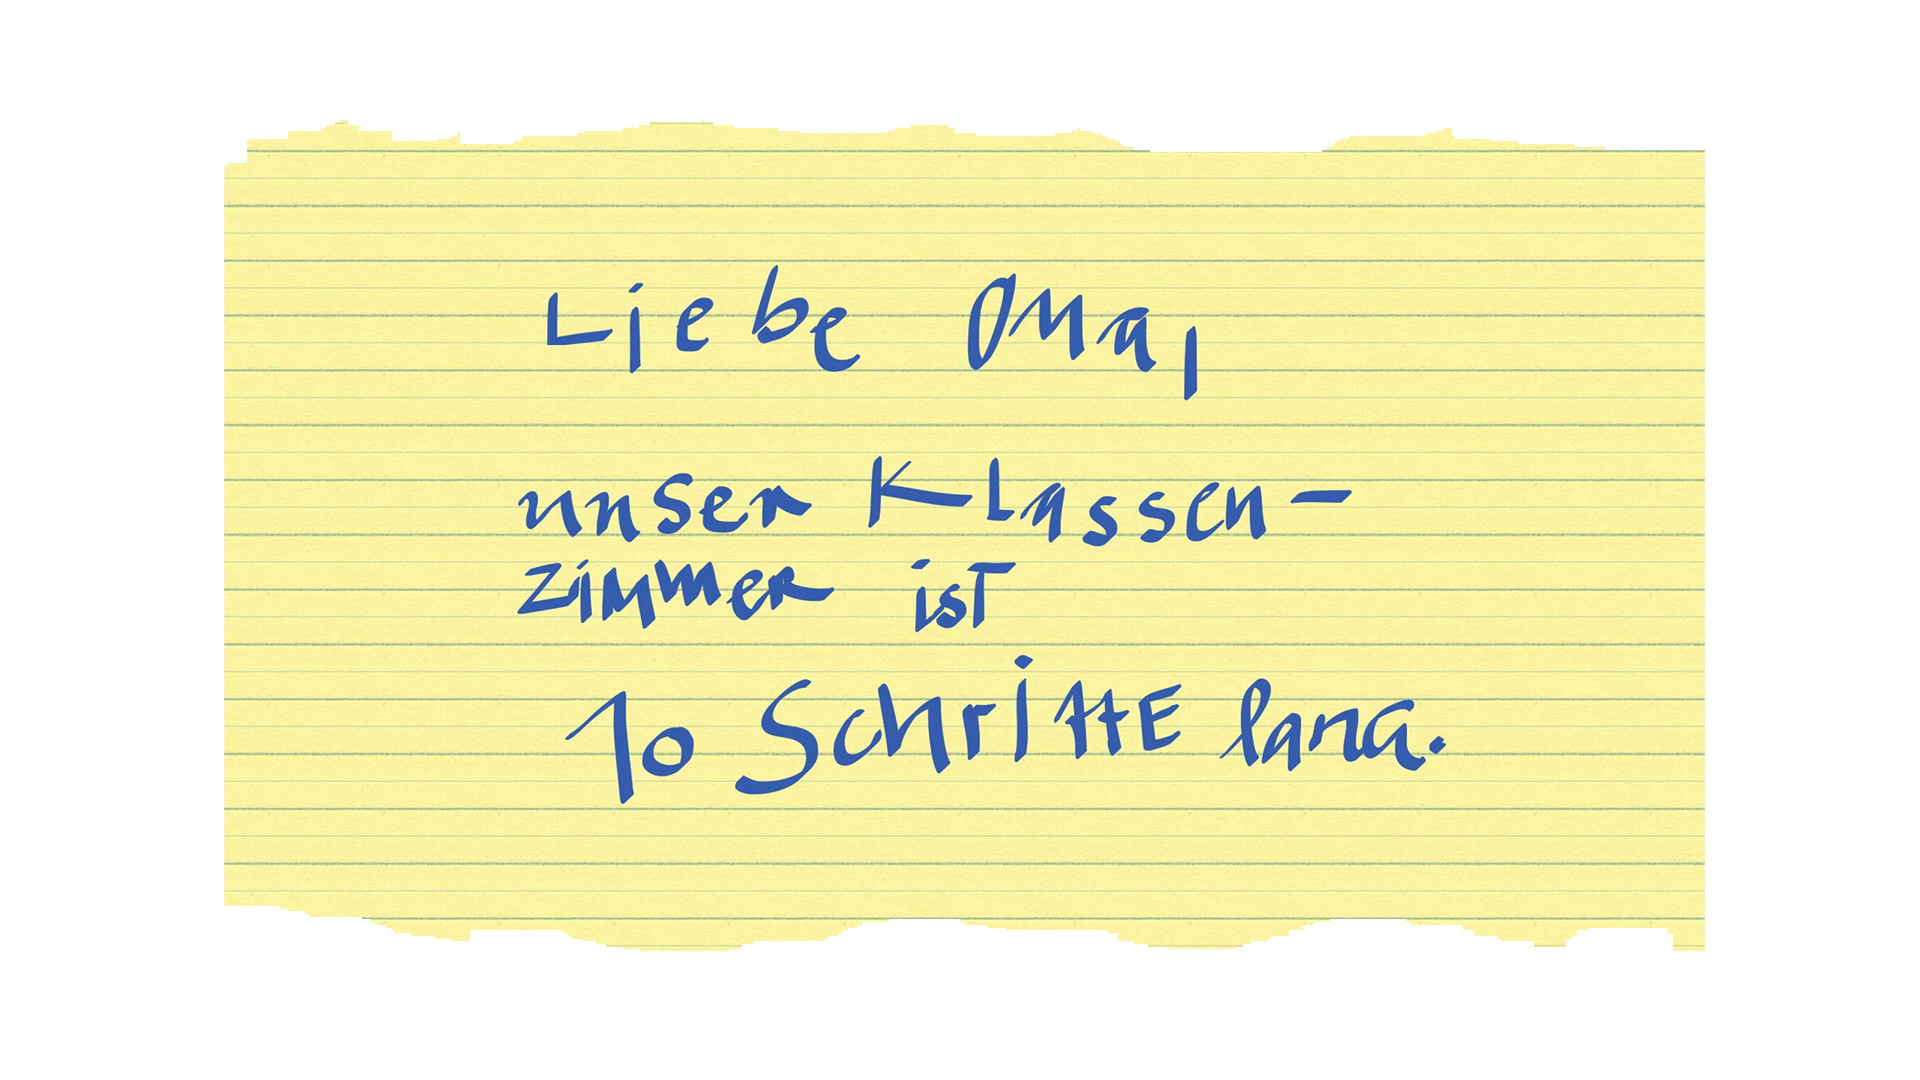 Liebe Oma,
unser Klassen-
zimmer ist
10 Schritte lang.